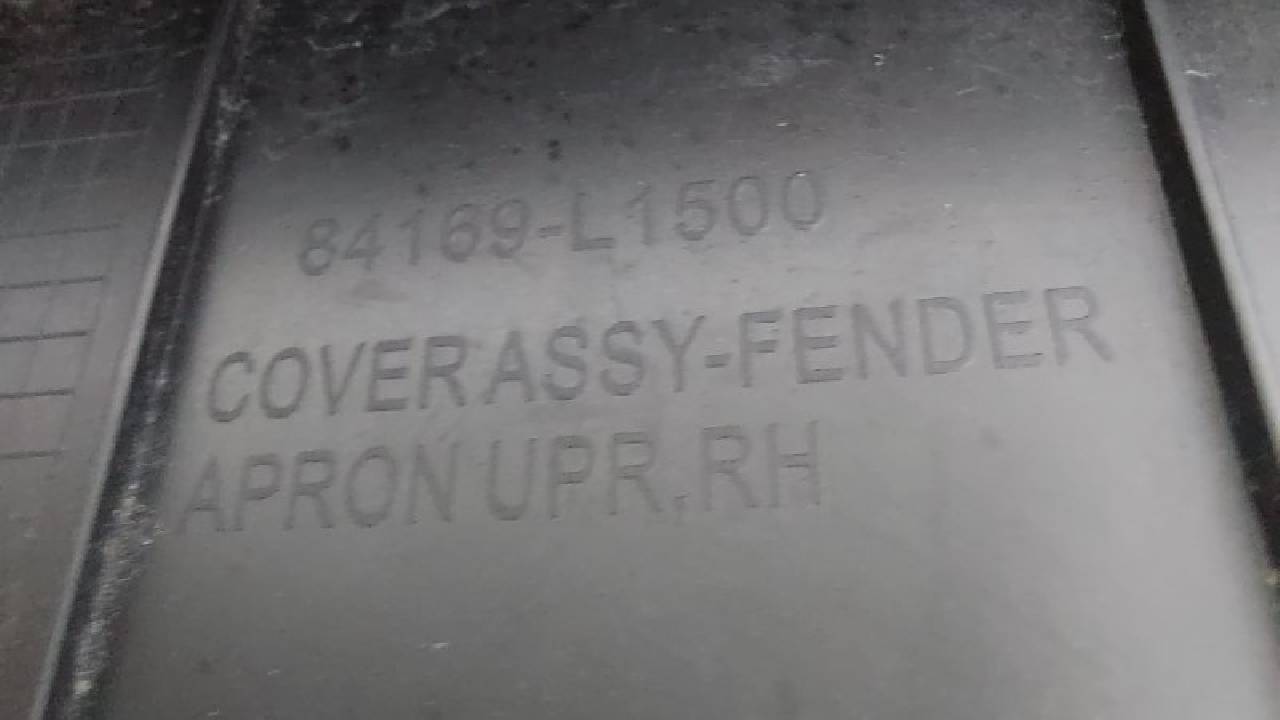 84169-L1500
COVER ASSY-FENDER
APRON UPR,RH